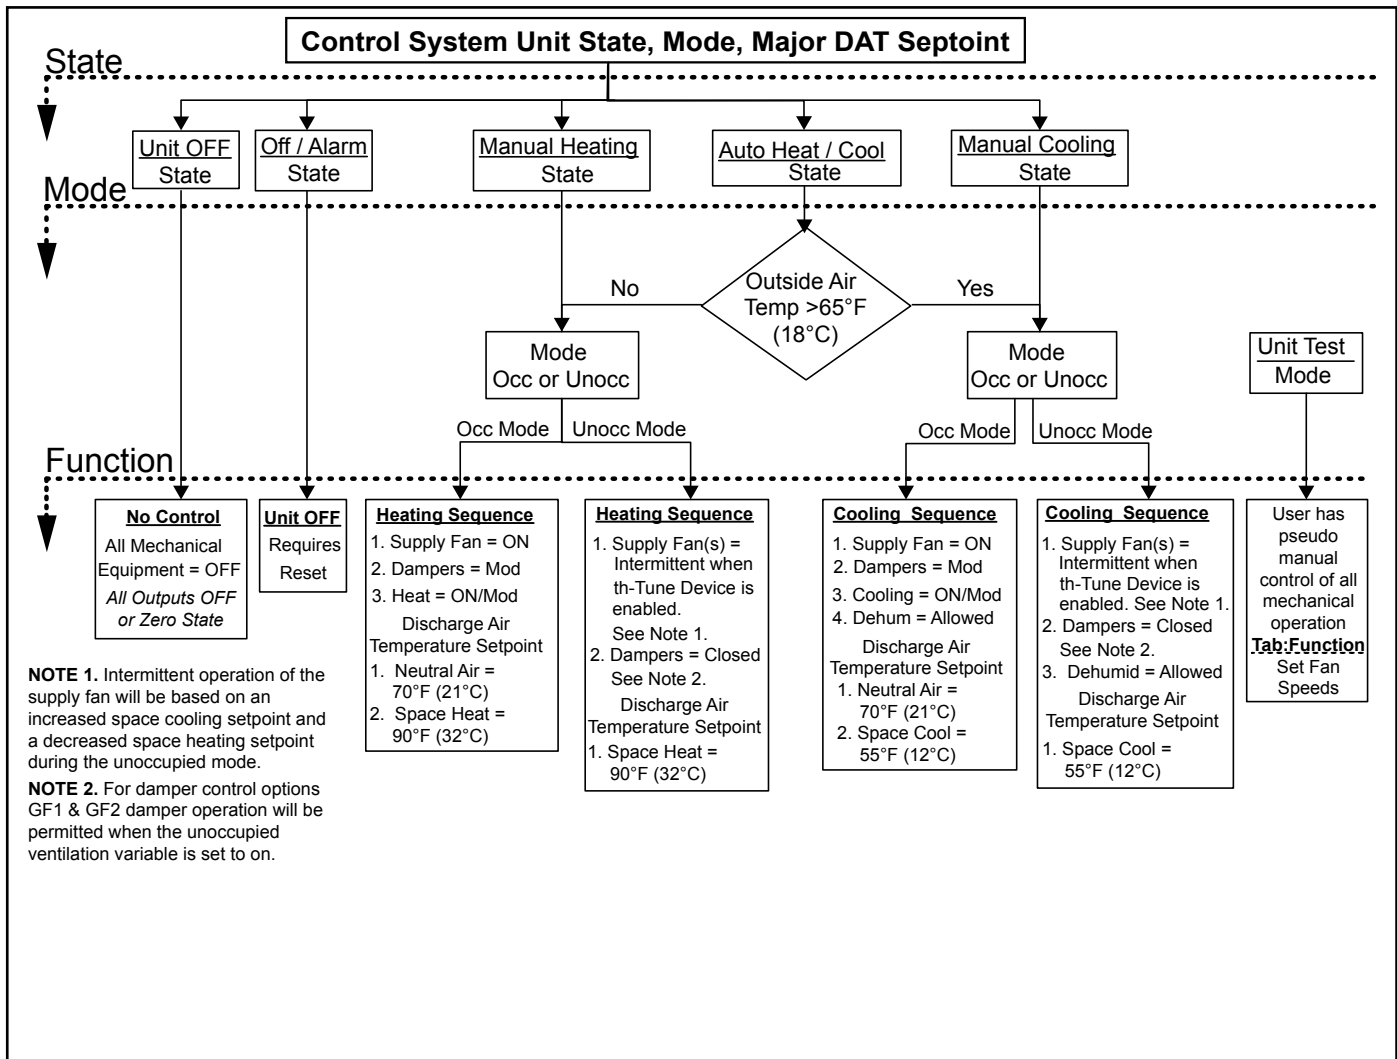 Control System Unit State, Mode, Major DAT Septoint
State
Unit OFF
State
Off / Alarm
State
Manual Heating
State
Auto Heat / Cool
State
Manual Cooling
State
Mode
Outside Air
Temp >65°F
(18°C)
No
Yes
Mode
Occ or Unocc
Mode
Occ or Unocc
Unit Test
Mode
Occ Mode
Unocc Mode
Occ Mode
Unocc Mode
Function
No Control
All Mechanical
Equipment = OFF
All Outputs OFF
or Zero State
Unit OFF
Requires
Reset
Heating Sequence
1. Supply Fan = ON
2. Dampers = Mod
3. Heat = ON/Mod
Discharge Air
Temperature Setpoint
1. Neutral Air =
70°F (21°C)
2. Space Heat =
90°F (32°C)
Heating Sequence
1. Supply Fan(s) =
Intermittent when
th-Tune Device is
enabled.
See Note 1.
2. Dampers = Closed
See Note 2.
Discharge Air
Temperature Setpoint
1. Space Heat =
90°F (32°C)
Cooling Sequence
1. Supply Fan = ON
2. Dampers = Mod
3. Cooling = ON/Mod
4. Dehum = Allowed
Discharge Air
Temperature Setpoint
1. Neutral Air =
70°F (21°C)
2. Space Cool =
55°F (12°C)
Cooling Sequence
1. Supply Fan(s) =
Intermittent when
th-Tune Device is
enabled. See Note 1.
2. Dampers = Closed
See Note 2.
3. Dehumid = Allowed
Discharge Air
Temperature Setpoint
1. Space Cool =
55°F (12°C)
User has
pseudo
manual
control of all
mechanical
operation
Tab:Function
Set Fan
Speeds
NOTE 1. Intermittent operation of the
supply fan will be based on an
increased space cooling setpoint and
a decreased space heating setpoint
during the unoccupied mode.
NOTE 2. For damper control options
GF1 & GF2 damper operation will be
permitted when the unoccupied
ventilation variable is set to on.